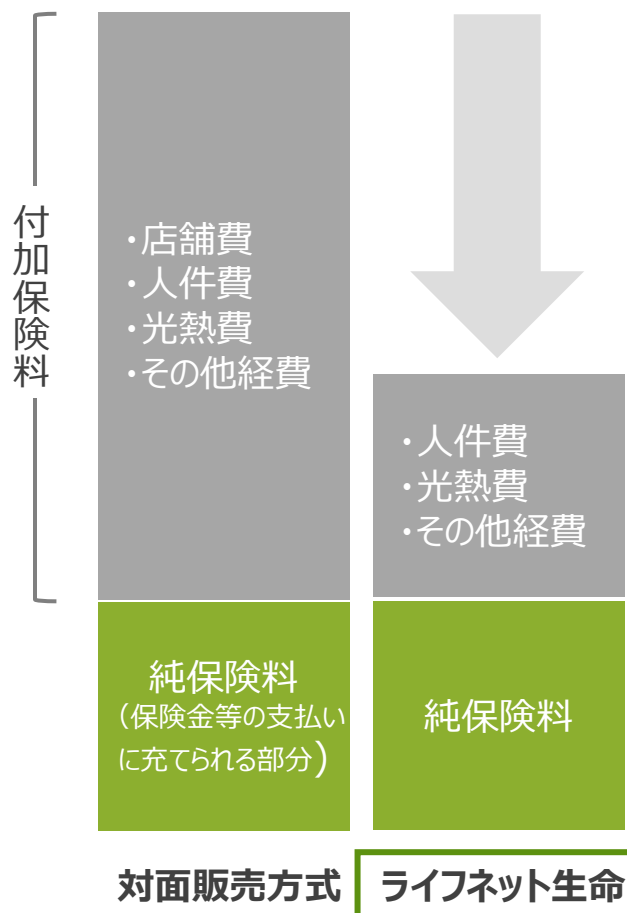 付加保険料
・店舗費
・人件費
・光熱費
・その他経費
・人件費
・光熱費
・その他経費
純保険料
（保険金等の支払い
に充てられる部分）
純保険料
対面販売方式
ライフネット生命